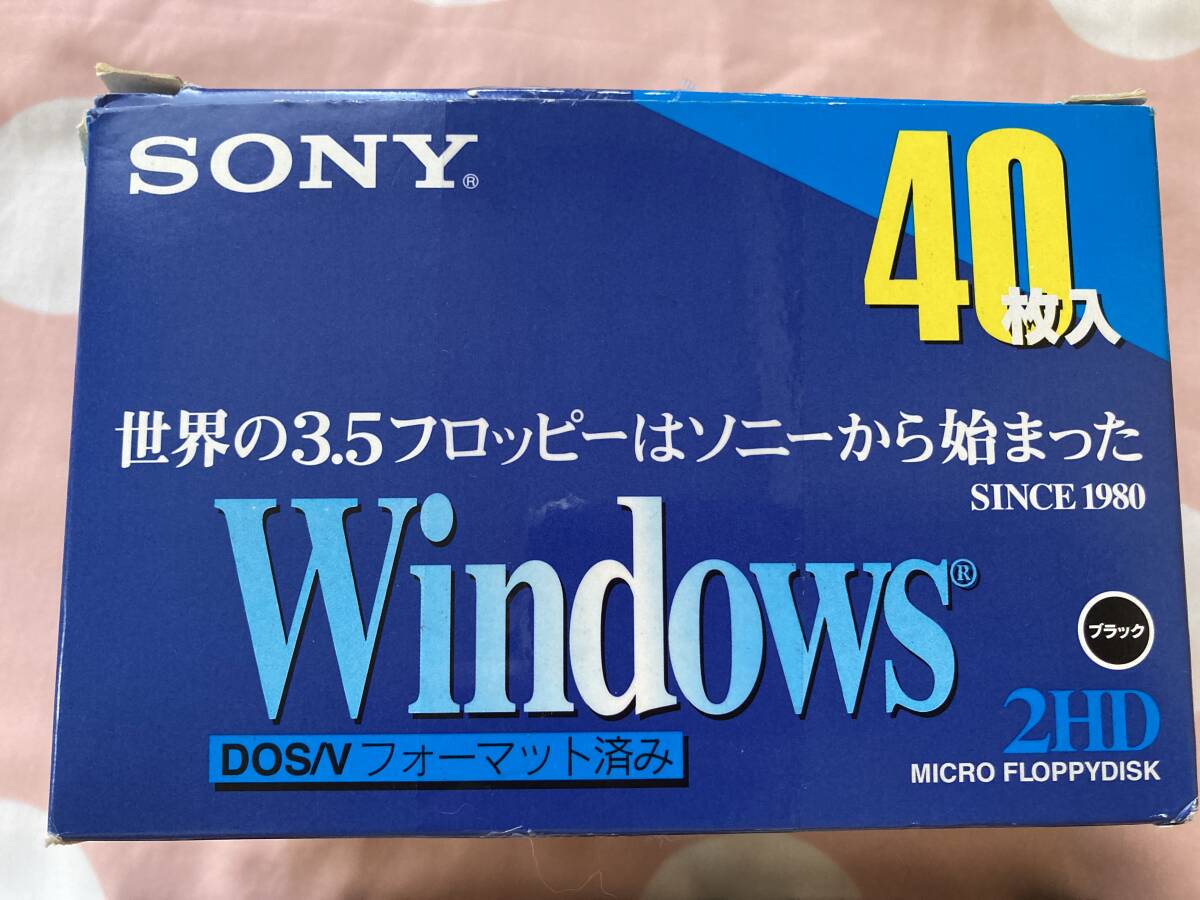 SONY®
40枚入
世界の3.5フロッピーはソニーから始まった
SINCE 1980
Windows®
ブラック
2HD
DOS/V フォーマット済み
MICRO FLOPPYDISK